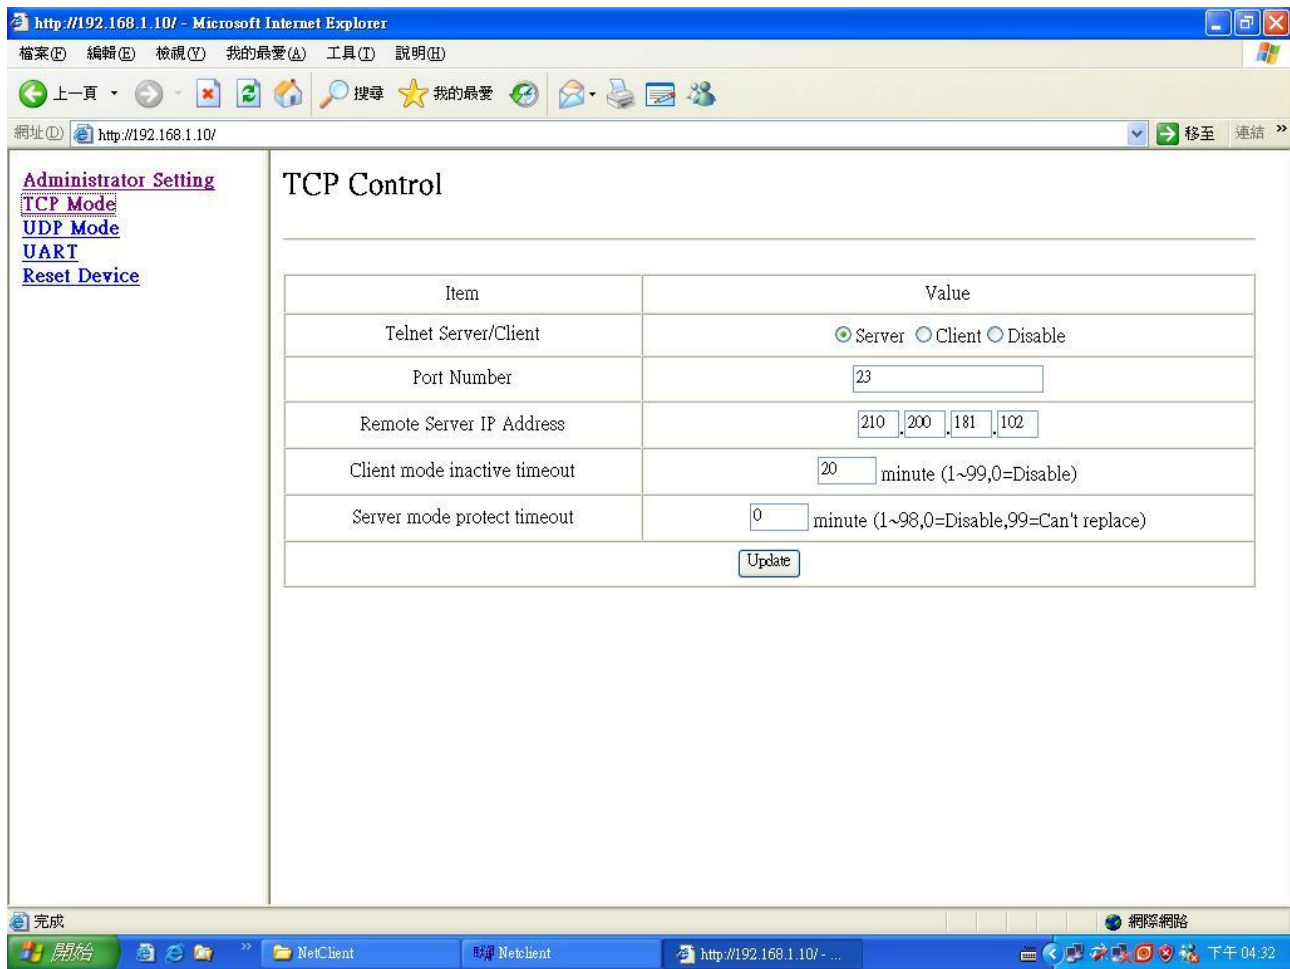 http://192.168.1.10/ - Microsoft Internet Explorer
檔案(F) 編輯(E) 檢視(V) 我的最愛(A) 工具(T) 說明(H)
上一頁 搜尋 我的最愛
網址(D) http://192.168.1.10/ 移至 連結 »
Administrator Setting
TCP Mode
UDP Mode
UART
Reset Device
TCP Control
Item Value
Telnet Server/Client Server Client Disable
Port Number 23
Remote Server IP Address 210 . 200 . 181 . 102
Client mode inactive timeout 20 minute (1~99,0=Disable)
Server mode protect timeout 0 minute (1~98,0=Disable,99=Can't replace)
Update
完成 網際網路
開始 » NetClient Netclient http://192.168.1.10/ - ... 下午 04:32